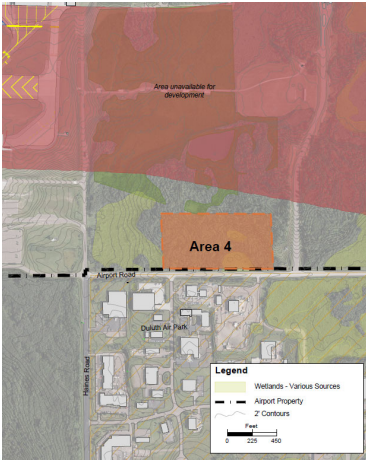 Area unavailable for
development
Area 4
Airport Road
Duluth Air Park
Haines Road
Legend
Wetlands - Various Sources
Airport Property
2' Contours
Feet
0 225 450